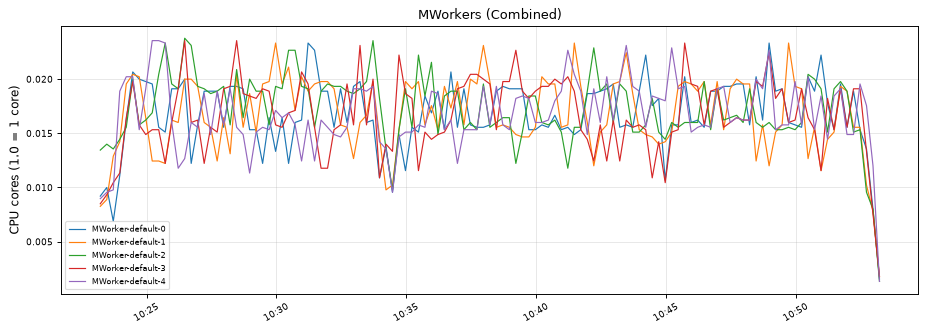 MWorkers (Combined)
CPU cores (1.0 = 1 core)
0.020
0.015
0.010
0.005
MWorker-default-0
MWorker-default-1
MWorker-default-2
MWorker-default-3
MWorker-default-4
10:25
10:30
10:35
10:40
10:45
10:50